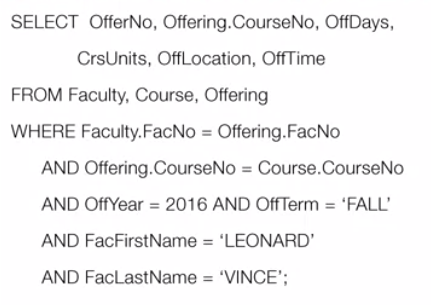 SELECT OfferNo, Offering.CourseNo, OffDays,
CrsUnits, OffLocation, OffTime
FROM Faculty, Course, Offering
WHERE Faculty.FacNo = Offering.FacNo
AND Offering.CourseNo = Course.CourseNo
AND OffYear = 2016 AND OffTerm = ‘FALL’
AND FacFirstName = ‘LEONARD’
AND FacLastName = ‘VINCE’;